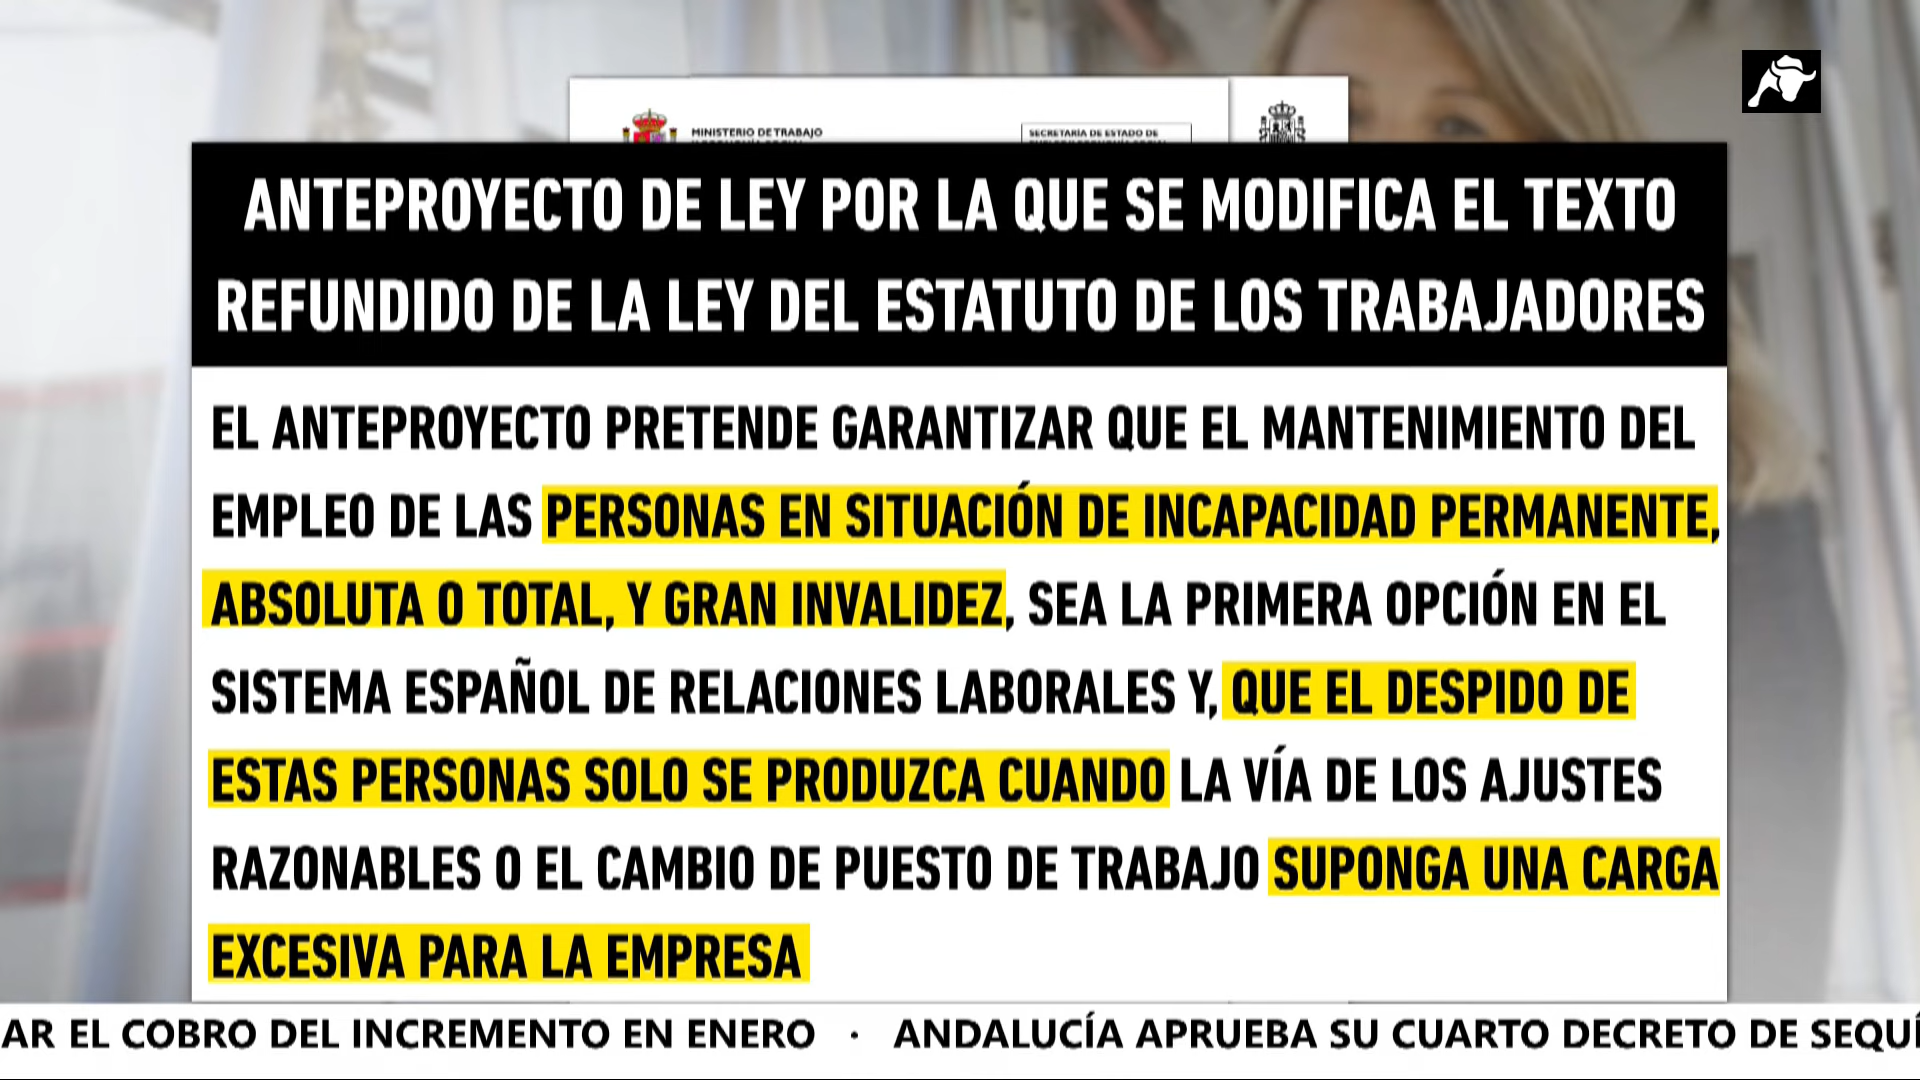 MINISTERIO DE TRABAJO
SECRETARÍA DE ESTADO DE
ANTEPROYECTO DE LEY POR LA QUE SE MODIFICA EL TEXTO
REFUNDIDO DE LA LEY DEL ESTATUTO DE LOS TRABAJADORES
EL ANTEPROYECTO PRETENDE GARANTIZAR QUE EL MANTENIMIENTO DEL
EMPLEO DE LAS PERSONAS EN SITUACIÓN DE INCAPACIDAD PERMANENTE,
ABSOLUTA O TOTAL, Y GRAN INVALIDEZ, SEA LA PRIMERA OPCIÓN EN EL
SISTEMA ESPAÑOL DE RELACIONES LABORALES Y, QUE EL DESPIDO DE
ESTAS PERSONAS SOLO SE PRODUZCA CUANDO LA VÍA DE LOS AJUSTES
RAZONABLES O EL CAMBIO DE PUESTO DE TRABAJO SUPONGA UNA CARGA
EXCESIVA PARA LA EMPRESA
AR EL COBRO DEL INCREMENTO EN ENERO · ANDALUCÍA APRUEBA SU CUARTO DECRETO DE SEQUÍ